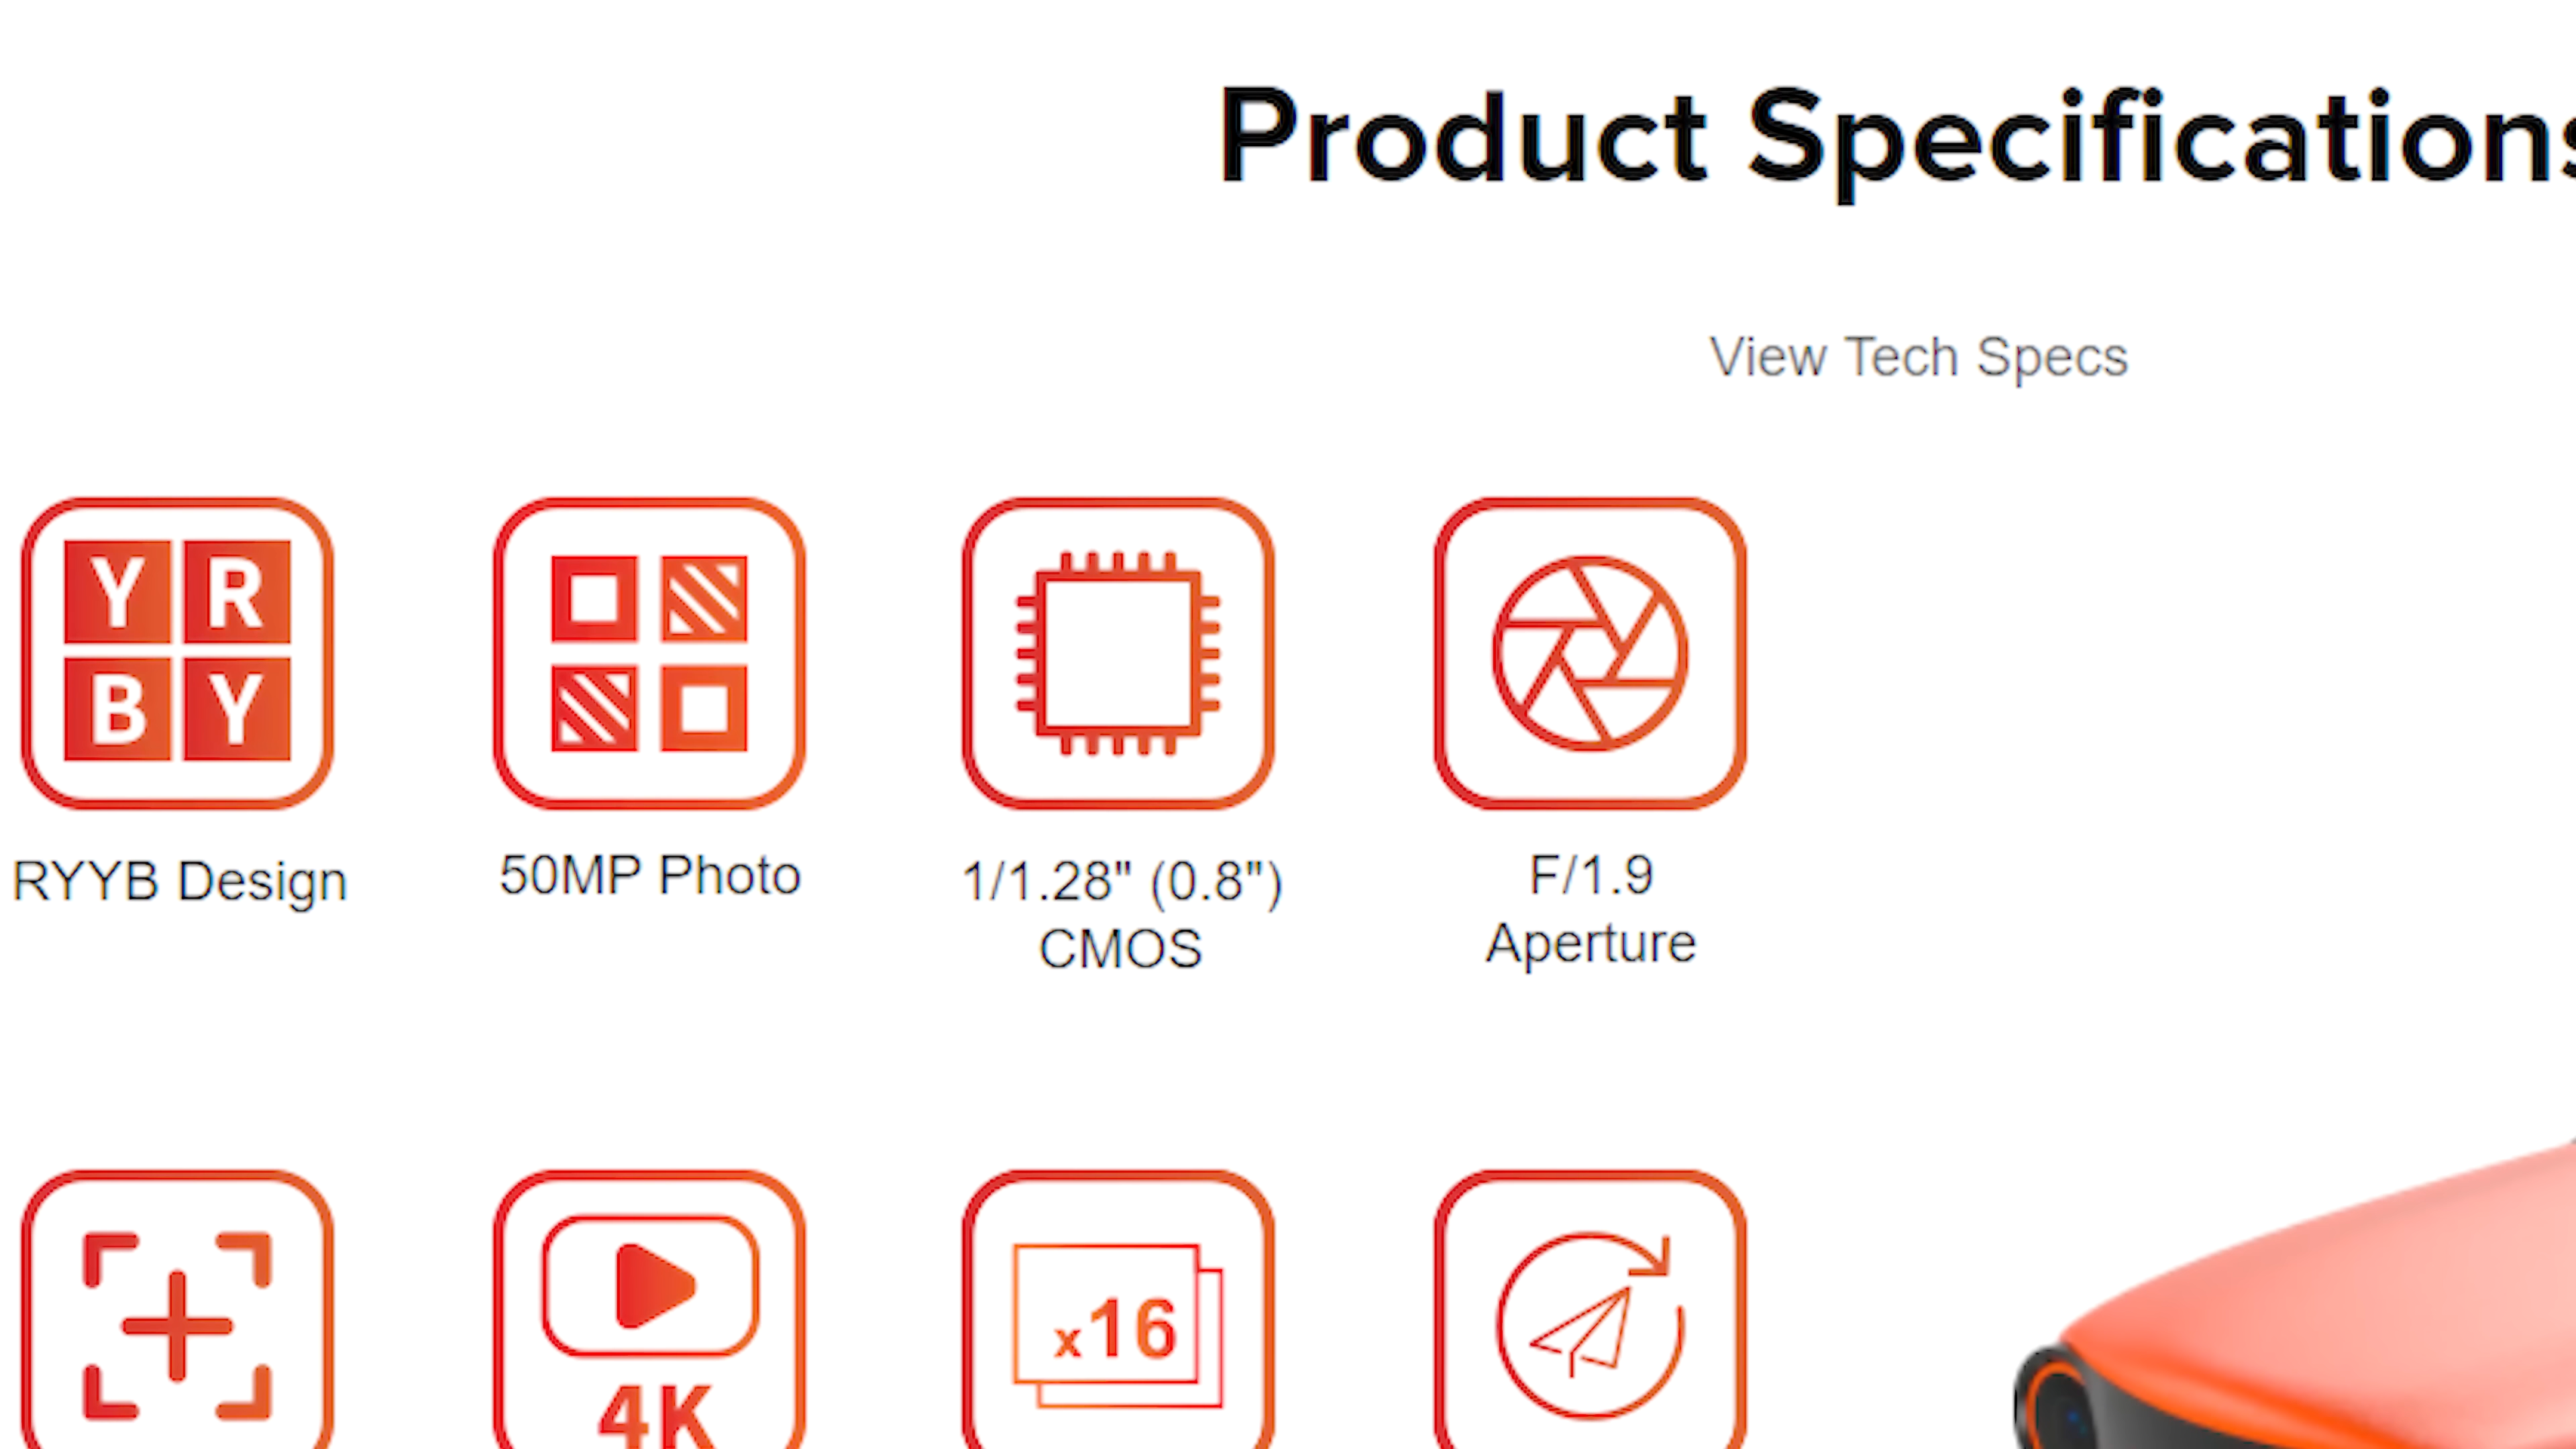 Product Specifications
View Tech Specs
Y R
B Y
RYYB Design
50MP Photo
1/1.28" (0.8")
CMOS
F/1.9
Aperture
4K
x16